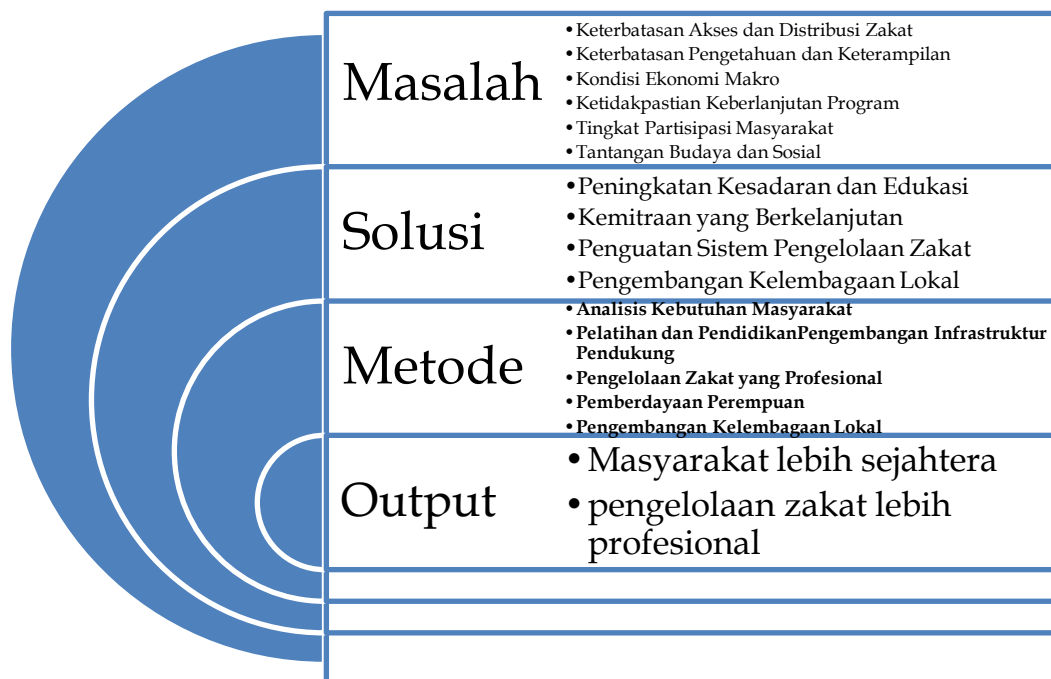 Masalah
•Keterbatasan Akses dan Distribusi Zakat
•Keterbatasan Pengetahuan dan Keterampilan
•Kondisi Ekonomi Makro
•Ketidakpastian Keberlanjutan Program
•Tingkat Partisipasi Masyarakat
•Tantangan Budaya dan Sosial
Solusi
•Peningkatan Kesadaran dan Edukasi
•Kemitraan yang Berkelanjutan
•Penguatan Sistem Pengelolaan Zakat
•Pengembangan Kelembagaan Lokal
Metode
•Analisis Kebutuhan Masyarakat
•Pelatihan dan PendidikanPengembangan Infrastruktur
Pendukung
•Pengelolaan Zakat yang Profesional
•Pemberdayaan Perempuan
•Pengembangan Kelembagaan Lokal
Output
•Masyarakat lebih sejahtera
•pengelolaan zakat lebih
profesional